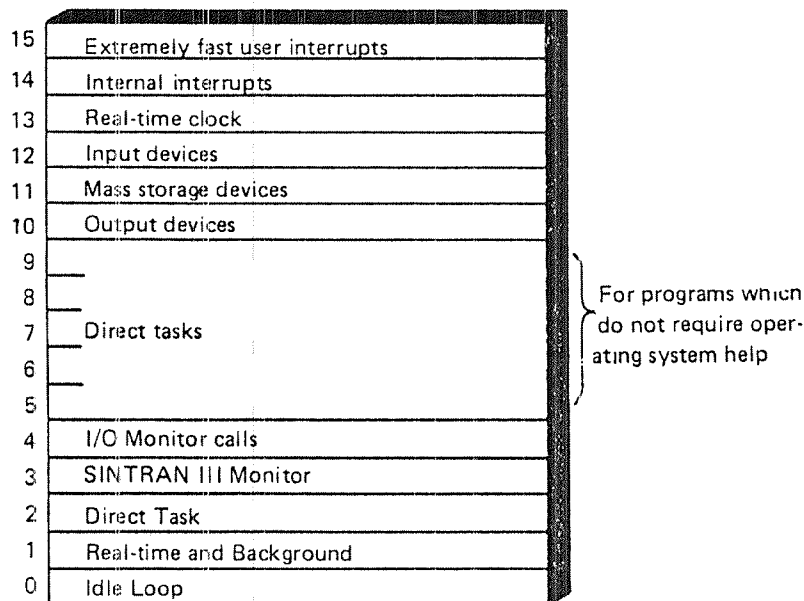 15 Extremely fast user interrupts
14 Internal interrupts
13 Real-time clock
12 Input devices
11 Mass storage devices
10 Output devices
9
8
7 Direct tasks
6
5
For programs which
do not require oper-
ating system help
4 I/O Monitor calls
3 SINTRAN III Monitor
2 Direct Task
1 Real-time and Background
0 Idle Loop